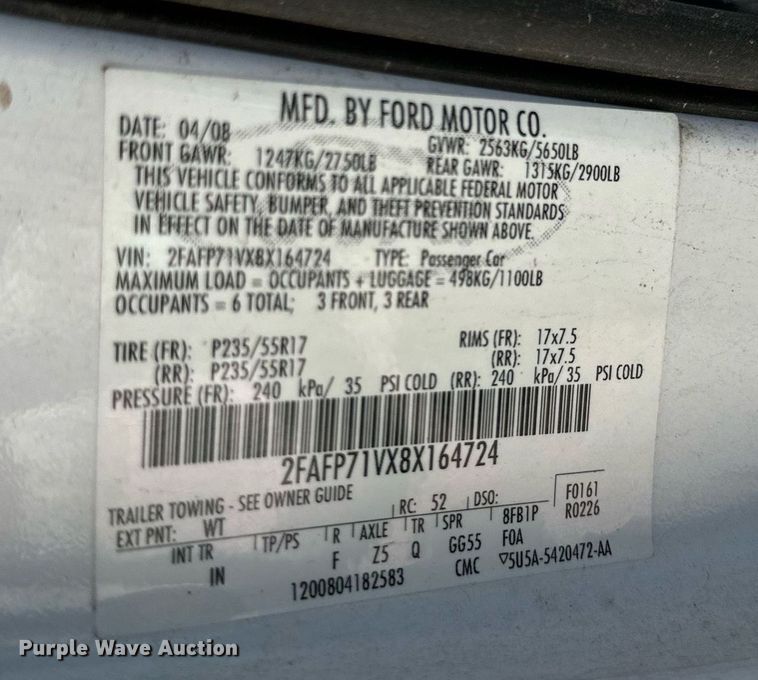 MFD. BY FORD MOTOR CO.
DATE: 04/08 GVWR: 2563KG/5650LB
FRONT GAWR: 1247KG/2750LB REAR GAWR: 1315KG/2900LB
THIS VEHICLE CONFORMS TO ALL APPLICABLE FEDERAL MOTOR
VEHICLE SAFETY, BUMPER, AND THEFT PREVENTION STANDARDS
IN EFFECT ON THE DATE OF MANUFACTURE SHOWN ABOVE.
VIN: 2FAFP71VX8X164724 TYPE: Passenger Car
MAXIMUM LOAD = OCCUPANTS + LUGGAGE = 498KG/1100LB
OCCUPANTS = 6 TOTAL; 3 FRONT, 3 REAR
TIRE (FR): P235/55R17 RIMS (FR): 17x7.5
(RR): P235/55R17 (RR): 17x7.5
PRESSURE (FR): 240 kPa/ 35 PSI COLD (RR): 240 kPa/ 35 PSI COLD
2FAFP71VX8X164724
TRAILER TOWING - SEE OWNER GUIDE
EXT PNT: WT RC: 52 DSO: F0161
R0226
INT TR TP/PS R AXLE TR SPR 8FB1P
IN F Z5 Q GG55 F0A
1200804182583 CMC ▽5U5A-5420472-AA
Purple Wave Auction